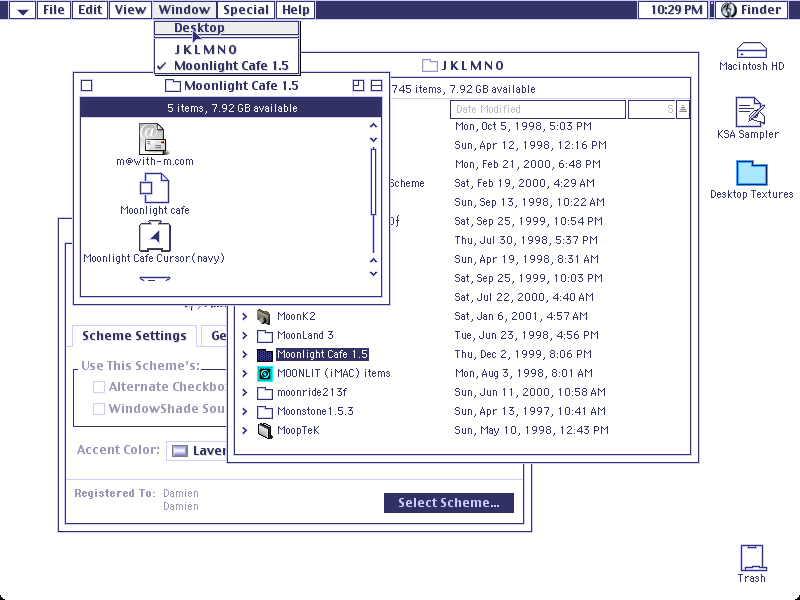 File Edit View Window Special Help 10:29 PM Finder
Desktop
JKLMNO
Moonlight Cafe 1.5
Moonlight Cafe 1.5
5 items, 7.92 GB available
m@with-m.com
Moonlight cafe
Moonlight Cafe Cursor(navy)
JKLMNO
745 items, 7.92 GB available
Date Modified S
Mon, Oct 5, 1998, 5:03 PM
Sun, Apr 12, 1998, 12:16 PM
Mon, Feb 21, 2000, 6:48 PM
Scheme Sat, Feb 19, 2000, 4:29 AM
Sun, Sep 13, 1998, 10:22 AM
Sat, Sep 25, 1999, 10:54 PM
Thu, Jul 30, 1998, 5:37 PM
Sun, Apr 19, 1998, 8:31 AM
Sat, Sep 25, 1999, 10:03 PM
Sat, Jul 22, 2000, 4:40 AM
MoonK2 Sat, Jan 6, 2001, 4:57 AM
MoonLand 3 Tue, Jun 23, 1998, 4:56 PM
Moonlight Cafe 1.5 Thu, Dec 2, 1999, 8:06 PM
MOONLIT (iMAC) items Mon, Aug 3, 1998, 8:01 AM
moonride213f Sun, Jun 11, 2000, 10:58 AM
Moonstone1.5.3 Sun, Apr 13, 1997, 10:41 AM
MoopTeK Sun, May 10, 1998, 12:43 PM
Scheme Settings Ge
Use This Scheme's:
Alternate Checkbo
WindowShade Sou
Accent Color: Laver
Registered To: Damien
Damien
Select Scheme...
Macintosh HD
KSA Sampler
Desktop Textures
Trash